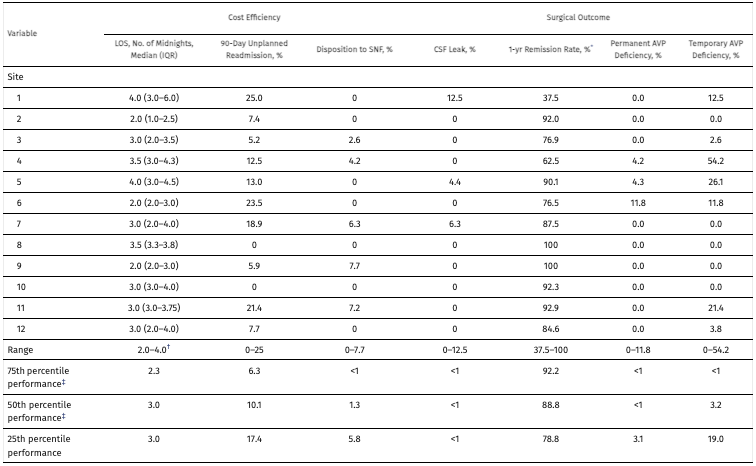 Variable Cost Efficiency Surgical Outcome
LOS, No. of Midnights, Median (IQR) 90-Day Unplanned Readmission, % Disposition to SNF, % CSF Leak, % 1-yr Remission Rate, %* Permanent AVP Deficiency, % Temporary AVP Deficiency, %
Site
1 4.0 (3.0–6.0) 25.0 0 12.5 37.5 0.0 12.5
2 2.0 (1.0–2.5) 7.4 0 0 92.0 0.0 0.0
3 3.0 (2.0–3.5) 5.2 2.6 0 76.9 0.0 2.6
4 3.5 (3.0–4.3) 12.5 4.2 0 62.5 4.2 54.2
5 4.0 (3.0–4.5) 13.0 0 4.4 90.1 4.3 26.1
6 2.0 (2.0–3.0) 23.5 0 0 76.5 11.8 11.8
7 3.0 (2.0–4.0) 18.9 6.3 6.3 87.5 0.0 0.0
8 3.5 (3.3–3.8) 0 0 0 100 0.0 0.0
9 2.0 (2.0–3.0) 5.9 7.7 0 100 0.0 0.0
10 3.0 (3.0–4.0) 0 0 0 92.3 0.0 0.0
11 3.0 (3.0–3.75) 21.4 7.2 0 92.9 0.0 21.4
12 3.0 (2.0–4.0) 7.7 0 0 84.6 0.0 3.8
Range 2.0–4.0† 0–25 0–7.7 0–12.5 37.5–100 0–11.8 0–54.2
75th percentile performance‡ 2.3 6.3 <1 <1 92.2 <1 <1
50th percentile performance‡ 3.0 10.1 1.3 <1 88.8 <1 3.2
25th percentile performance 3.0 17.4 5.8 <1 78.8 3.1 19.0